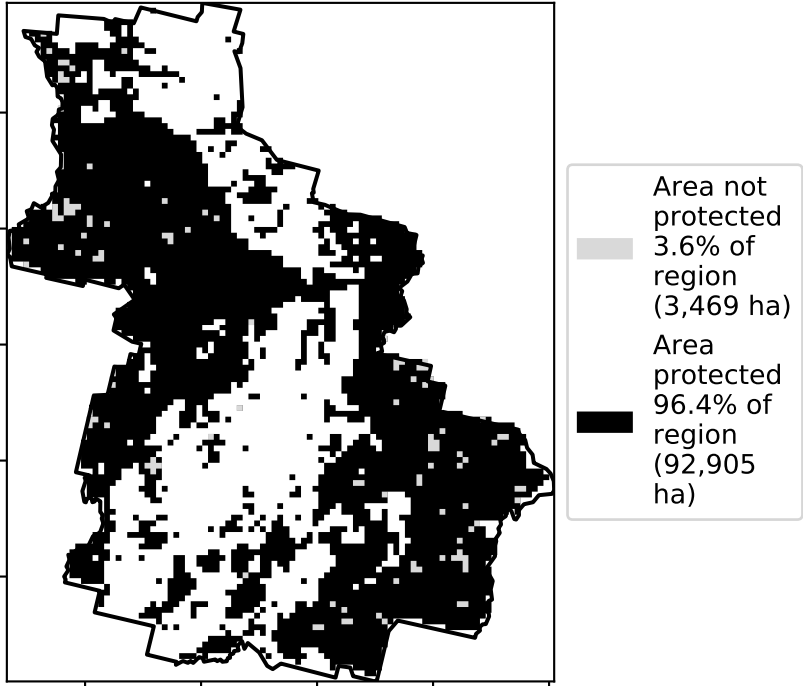 Area not
protected
3.6% of
region
(3,469 ha)
Area
protected
96.4% of
region
(92,905
ha)